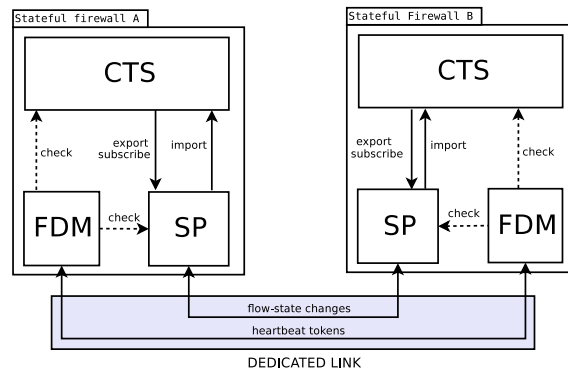 Stateful firewall A
CTS
check
export
subscribe
import
FDM
check
SP
Stateful Firewall B
CTS
export
subscribe
import
check
SP
check
FDM
flow-state changes
heartbeat tokens
DEDICATED LINK